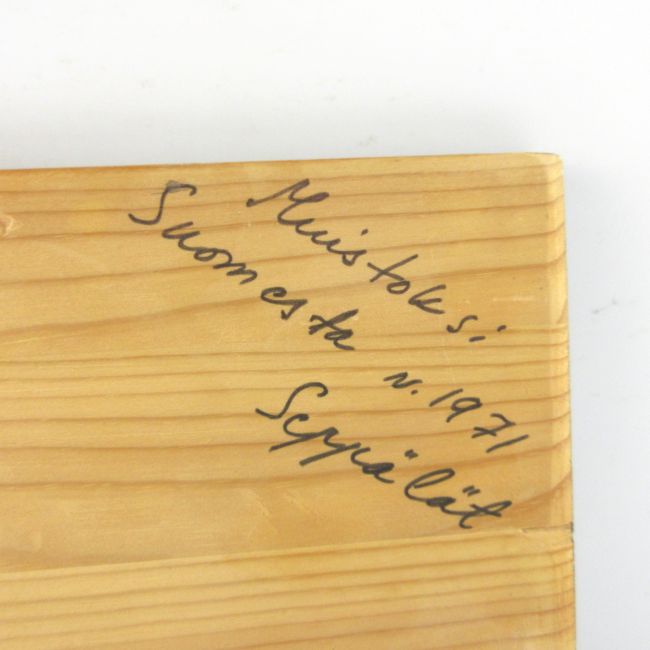 Muistoksi
Suomesta v. 1971
Seppälät